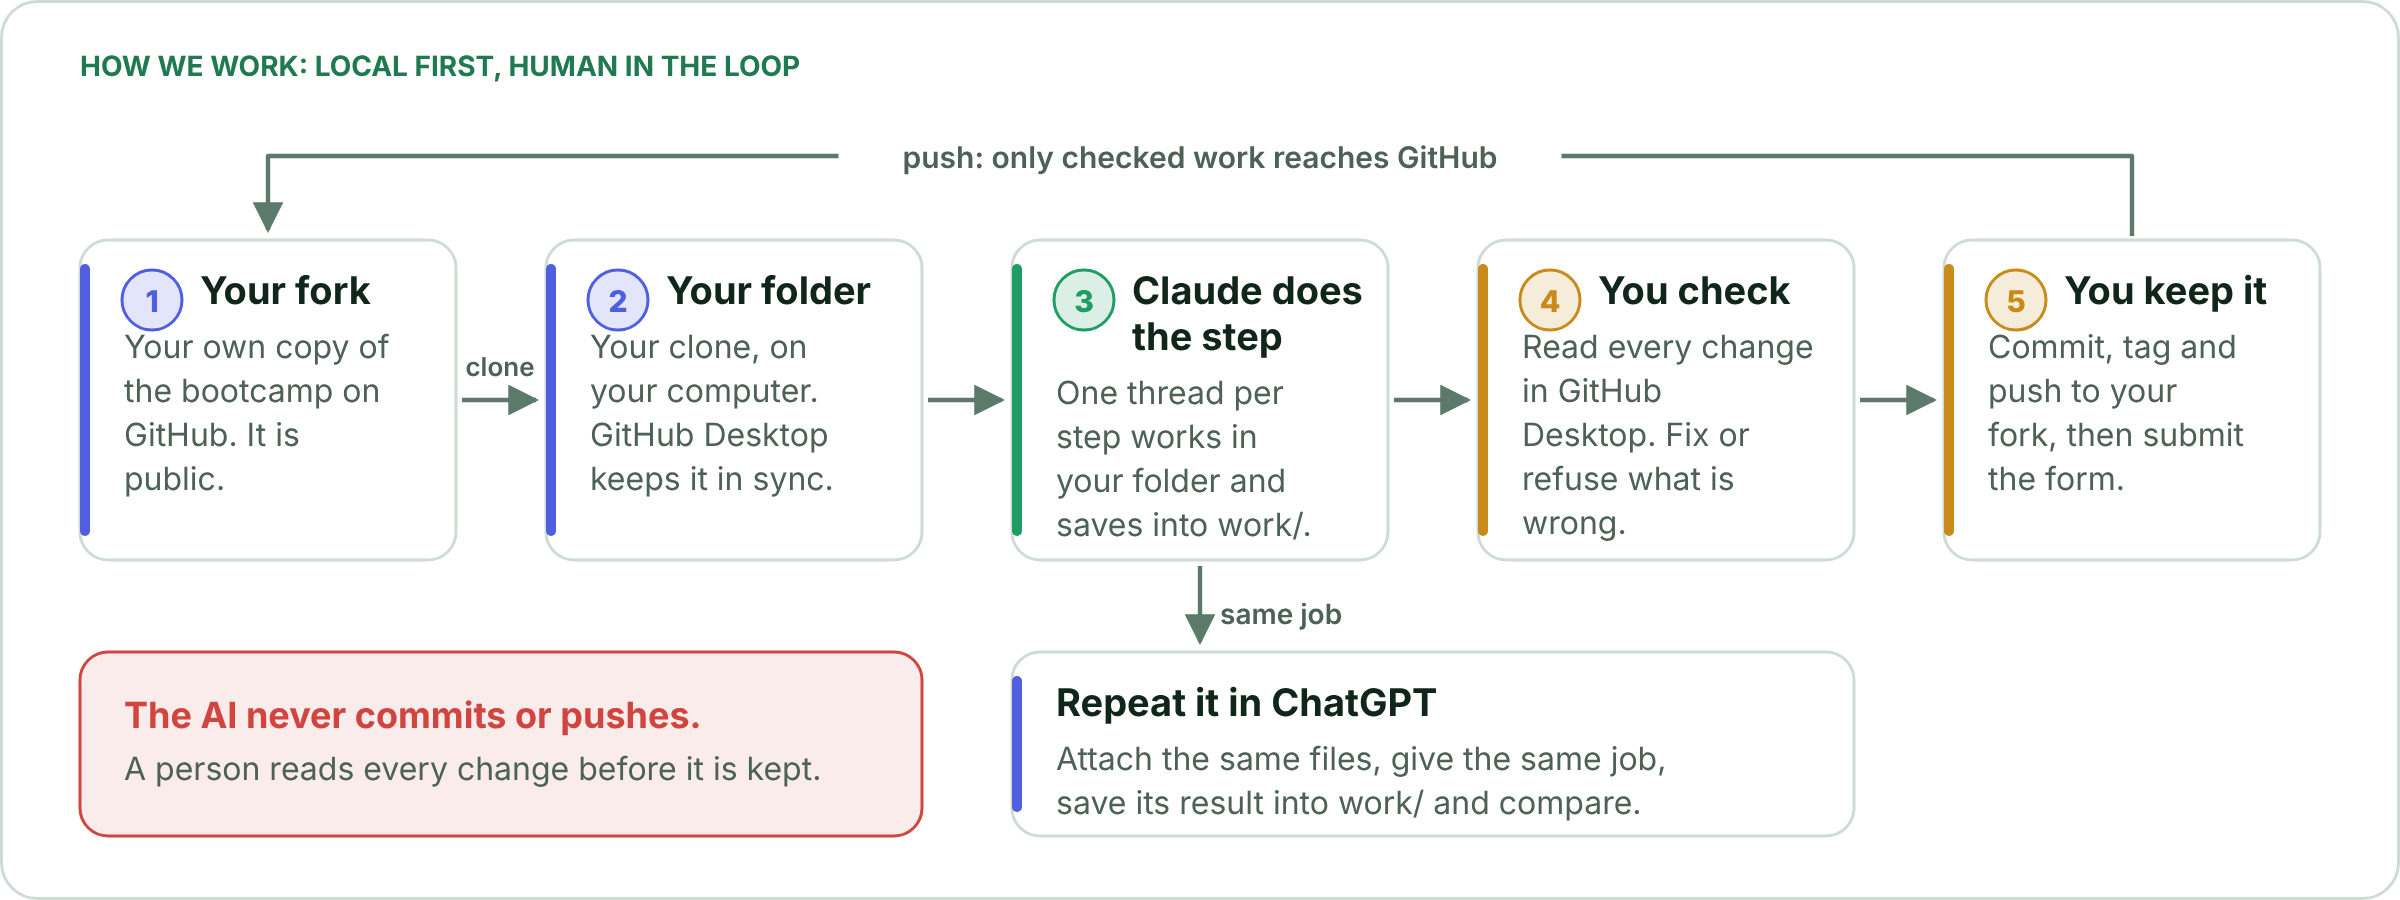 HOW WE WORK: LOCAL FIRST, HUMAN IN THE LOOP
push: only checked work reaches GitHub
1
Your fork
Your own copy of
the bootcamp on
GitHub. It is
public.
clone
2
Your folder
Your clone, on
your computer.
GitHub Desktop
keeps it in sync.
3
Claude does
the step
One thread per
step works in
your folder and
saves into work/.
4
You check
Read every change
in GitHub
Desktop. Fix or
refuse what is
wrong.
5
You keep it
Commit, tag and
push to your
fork, then submit
the form.
same job
The AI never commits or pushes.
A person reads every change before it is kept.
Repeat it in ChatGPT
Attach the same files, give the same job,
save its result into work/ and compare.